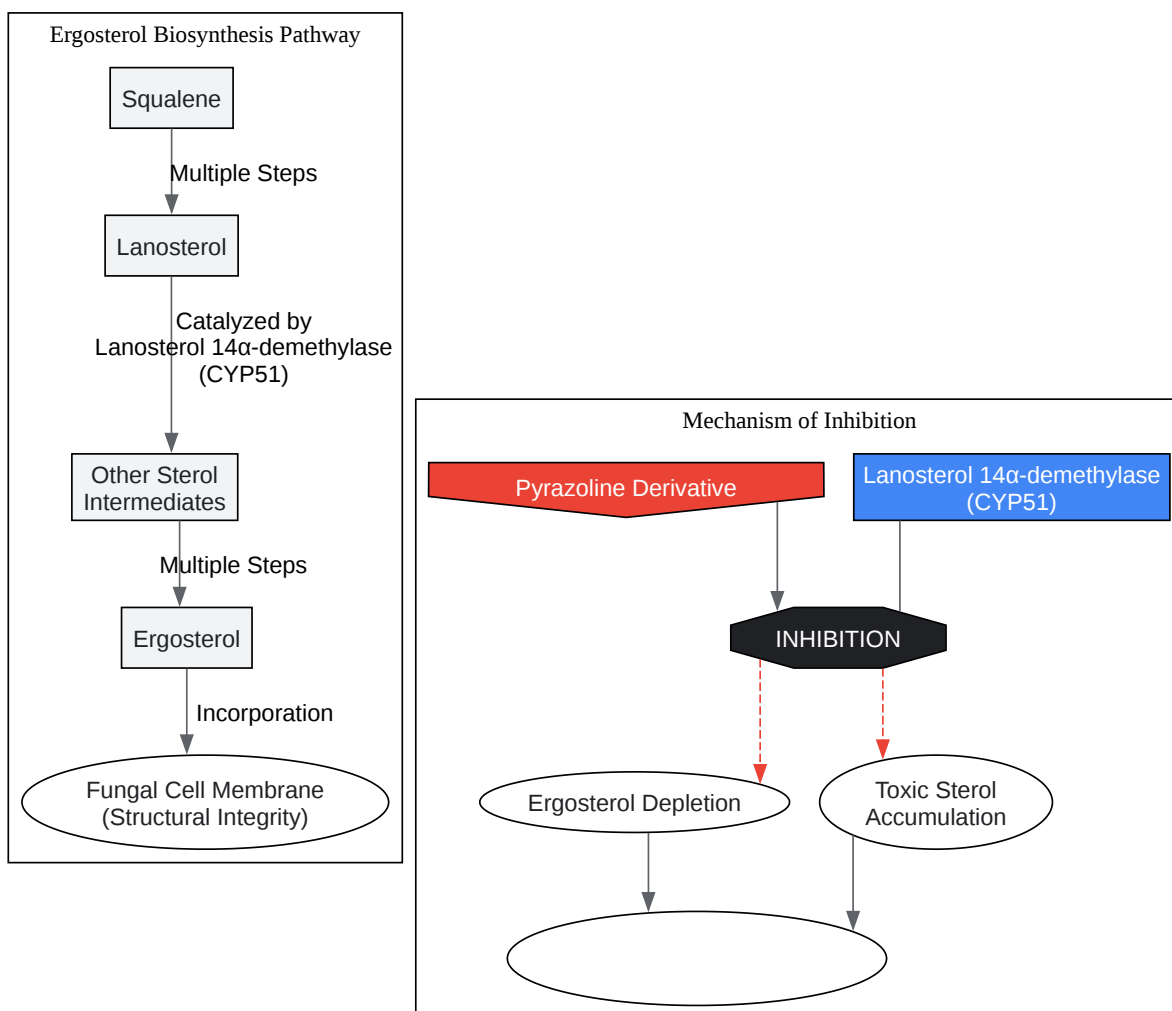 Ergosterol Biosynthesis Pathway
Squalene
Multiple Steps
Lanosterol
Catalyzed by
Lanosterol 14α-demethylase
(CYP51)
Other Sterol
Intermediates
Multiple Steps
Ergosterol
Incorporation
Fungal Cell Membrane
(Structural Integrity)
Mechanism of Inhibition
Pyrazoline Derivative
Lanosterol 14α-demethylase
(CYP51)
INHIBITION
Ergosterol Depletion
Toxic Sterol
Accumulation